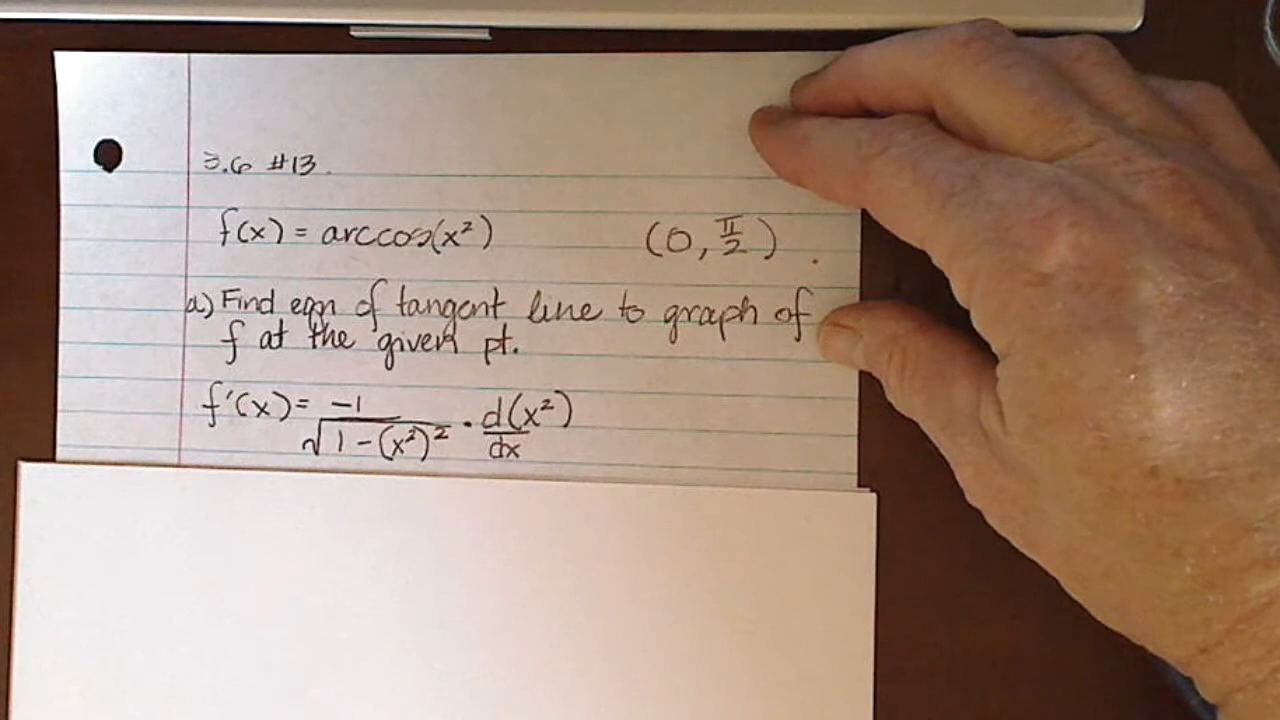 3.6 #13
f(x) = arccos(x²) (0, π/2).
a) Find eqn of tangent line to graph of
f at the given pt.
f'(x) = -1/√(1-(x²)²) · d(x²)/dx